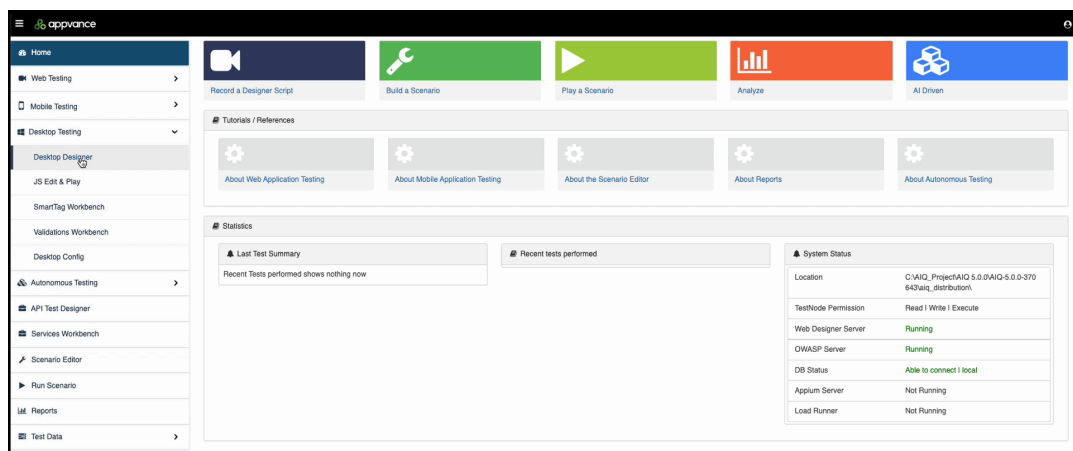 appvance
Home
Web Testing
Mobile Testing
Desktop Testing
Desktop Designer
JS Edit & Play
SmartTag Workbench
Validations Workbench
Desktop Config
Autonomous Testing
API Test Designer
Services Workbench
Scenario Editor
Run Scenario
Reports
Test Data
Record a Designer Script
Build a Scenario
Play a Scenario
Analyze
AI Driven
Tutorials / References
About Web Application Testing
About Mobile Application Testing
About the Scenario Editor
About Reports
About Autonomous Testing
Statistics
Last Test Summary
Recent Tests performed shows nothing now
Recent tests performed
System Status
Location C:\AIQ_Project\AIQ 5.0.0\AIQ-5.0.0-370
643\aiq_distribution\
TestNode Permission Read | Write | Execute
Web Designer Server Running
OWASP Server Running
DB Status Able to connect | local
Appium Server Not Running
Load Runner Not Running